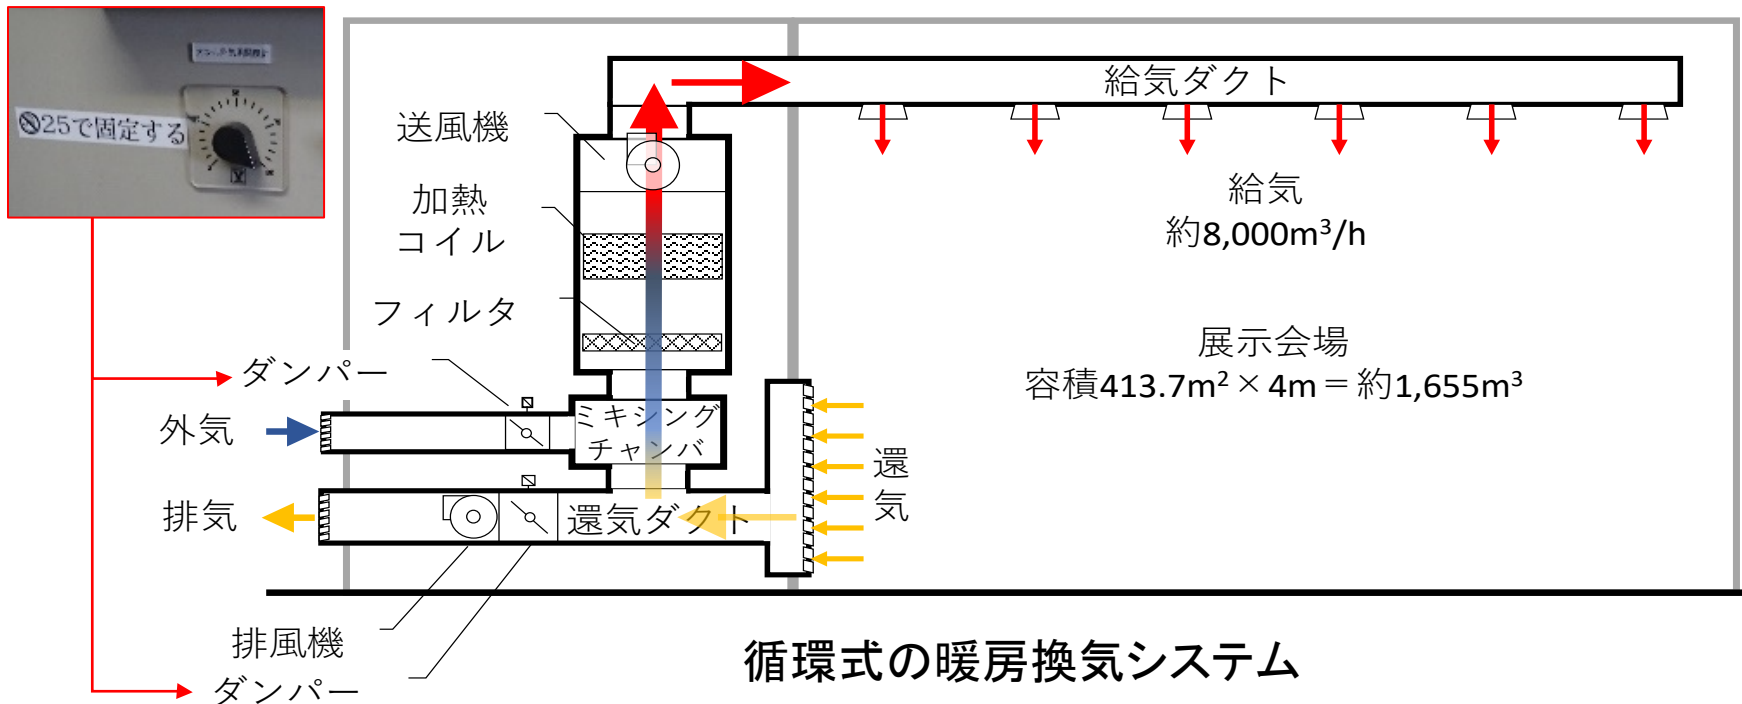 ⃠25で固定する
給気ダクト
送風機
加熱
コイル
フィルタ
給気
約8,000m³/h
展示会場
容積413.7m²×4m＝約1,655m³
ダンパー
外気
ミキシング
チャンバ
還気
排気
還気ダクト
排風機
ダンパー
循環式の暖房換気システム